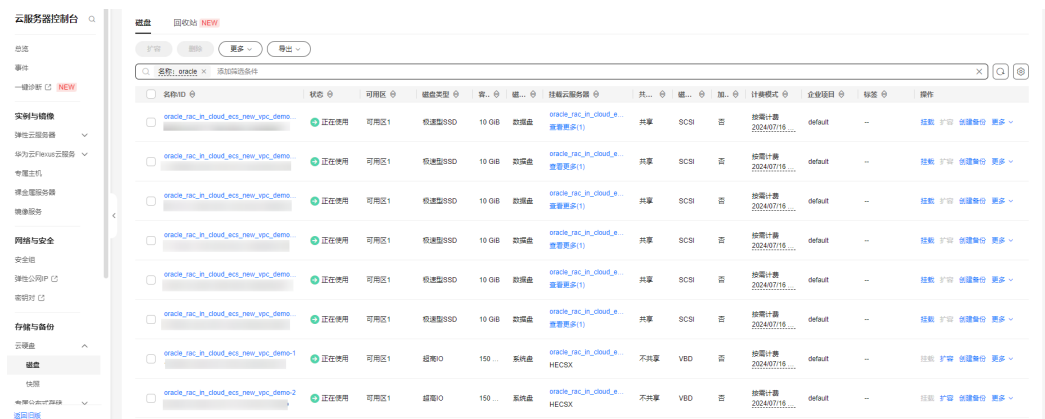 云服务器控制台
总览
事件
一键诊断 NEW
实例与镜像
弹性云服务器
华为云Flexus云服务
专属主机
裸金属服务器
镜像服务
网络与安全
安全组
弹性公网IP
密钥对
存储与备份
云硬盘
磁盘
快照
专属分布式存储
返回旧版
磁盘 回收站 NEW
扩容 删除 更多 导出
名称: oracle × 添加筛选条件
名称/ID 状态 可用区 磁盘类型 容... 磁... 挂载云服务器 共... 磁... 加... 计费模式 企业项目 标签 操作
oracle_rac_in_cloud_ecs_new_vpc_demo... 正在使用 可用区1 极速型SSD 10 GiB 数据盘 oracle_rac_in_cloud_e... 共享 SCSI 否 按需计费 default -- 挂载 扩容 创建备份 更多
查看更多(1) 2024/07/16 ...
oracle_rac_in_cloud_ecs_new_vpc_demo... 正在使用 可用区1 极速型SSD 10 GiB 数据盘 oracle_rac_in_cloud_e... 共享 SCSI 否 按需计费 default -- 挂载 扩容 创建备份 更多
查看更多(1) 2024/07/16 ...
oracle_rac_in_cloud_ecs_new_vpc_demo... 正在使用 可用区1 极速型SSD 10 GiB 数据盘 oracle_rac_in_cloud_e... 共享 SCSI 否 按需计费 default -- 挂载 扩容 创建备份 更多
查看更多(1) 2024/07/16 ...
oracle_rac_in_cloud_ecs_new_vpc_demo... 正在使用 可用区1 极速型SSD 10 GiB 数据盘 oracle_rac_in_cloud_e... 共享 SCSI 否 按需计费 default -- 挂载 扩容 创建备份 更多
查看更多(1) 2024/07/16 ...
oracle_rac_in_cloud_ecs_new_vpc_demo... 正在使用 可用区1 极速型SSD 10 GiB 数据盘 oracle_rac_in_cloud_e... 共享 SCSI 否 按需计费 default -- 挂载 扩容 创建备份 更多
查看更多(1) 2024/07/16 ...
oracle_rac_in_cloud_ecs_new_vpc_demo... 正在使用 可用区1 极速型SSD 10 GiB 数据盘 oracle_rac_in_cloud_e... 共享 SCSI 否 按需计费 default -- 挂载 扩容 创建备份 更多
查看更多(1) 2024/07/16 ...
oracle_rac_in_cloud_ecs_new_vpc_demo-1 正在使用 可用区1 超高IO 150 ... 系统盘 oracle_rac_in_cloud_e... 不共享 VBD 否 按需计费 default -- 挂载 扩容 创建备份 更多
HECSX 2024/07/16 ...
oracle_rac_in_cloud_ecs_new_vpc_demo-2 正在使用 可用区1 超高IO 150 ... 系统盘 oracle_rac_in_cloud_e... 不共享 VBD 否 按需计费 default -- 挂载 扩容 创建备份 更多
HECSX 2024/07/16 ...